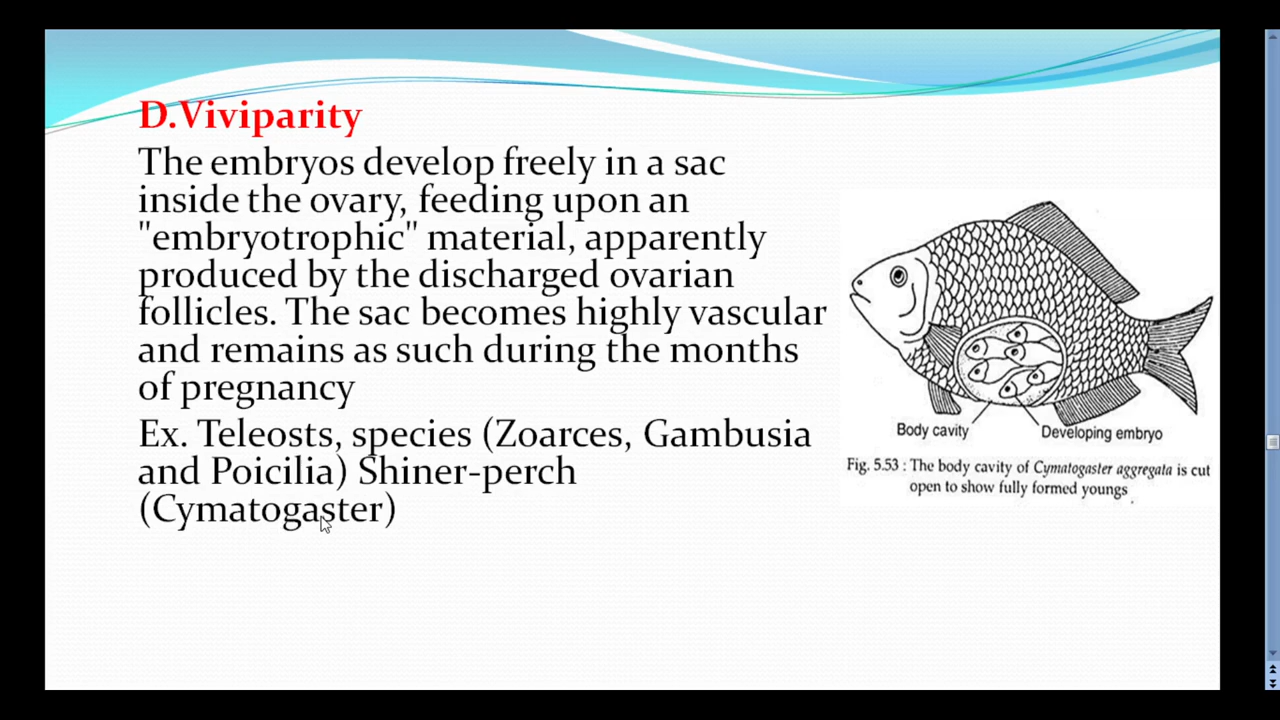 D.Viviparity
The embryos develop freely in a sac
inside the ovary, feeding upon an
"embryotrophic" material, apparently
produced by the discharged ovarian
follicles. The sac becomes highly vascular
and remains as such during the months
of pregnancy
Ex. Teleosts, species (Zoarces, Gambusia
and Poicilia) Shiner-perch
(Cymatogaster)
Body cavity
Developing embryo
Fig. 5.53 : The body cavity of Cymatogaster aggregata is cut
open to show fully formed youngs